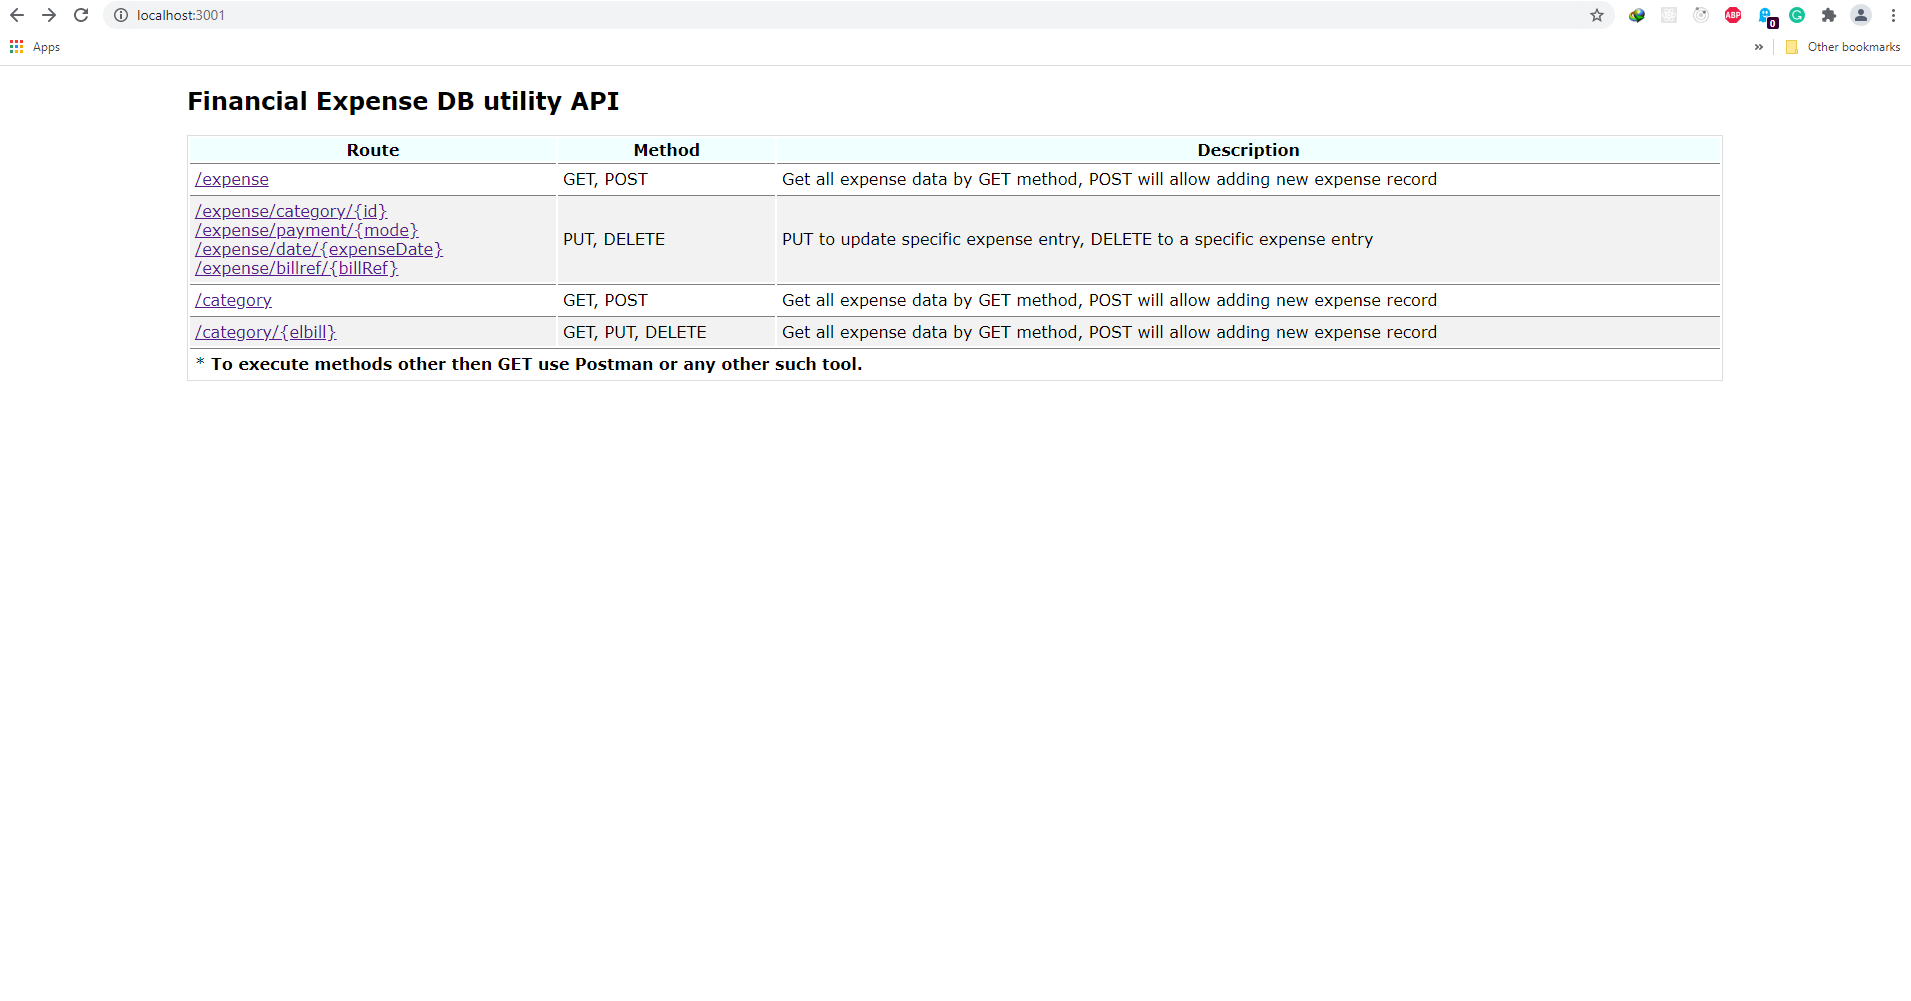 localhost:3001
ABP
0
G
Apps
»
Other bookmarks
Financial Expense DB utility API
Route Method Description
/expense GET, POST Get all expense data by GET method, POST will allow adding new expense record
/expense/category/{id}
/expense/payment/{mode}
/expense/date/{expenseDate}
/expense/billref/{billRef}
PUT, DELETE PUT to update specific expense entry, DELETE to a specific expense entry
/category GET, POST Get all expense data by GET method, POST will allow adding new expense record
/category/{elbill} GET, PUT, DELETE Get all expense data by GET method, POST will allow adding new expense record
* To execute methods other then GET use Postman or any other such tool.